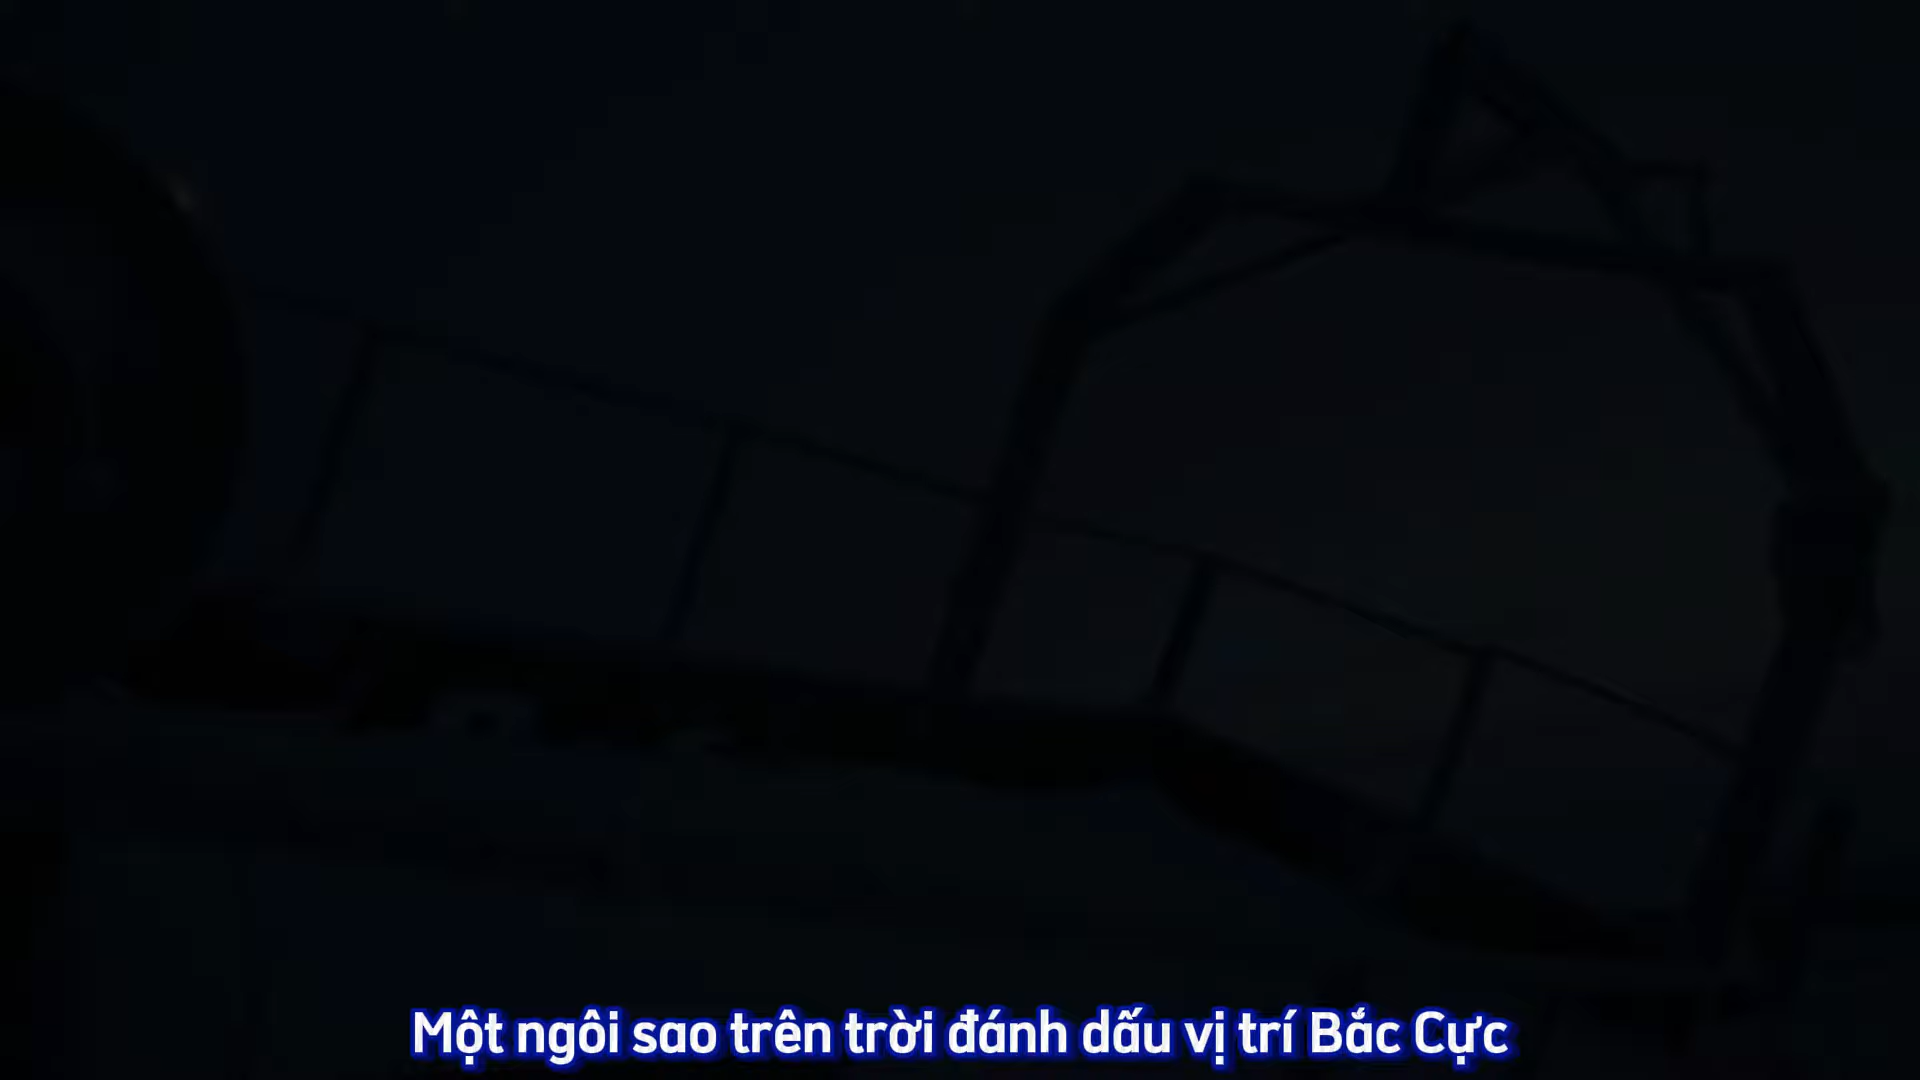 Một ngôi sao trên trời đánh dấu vị trí Bắc Cực